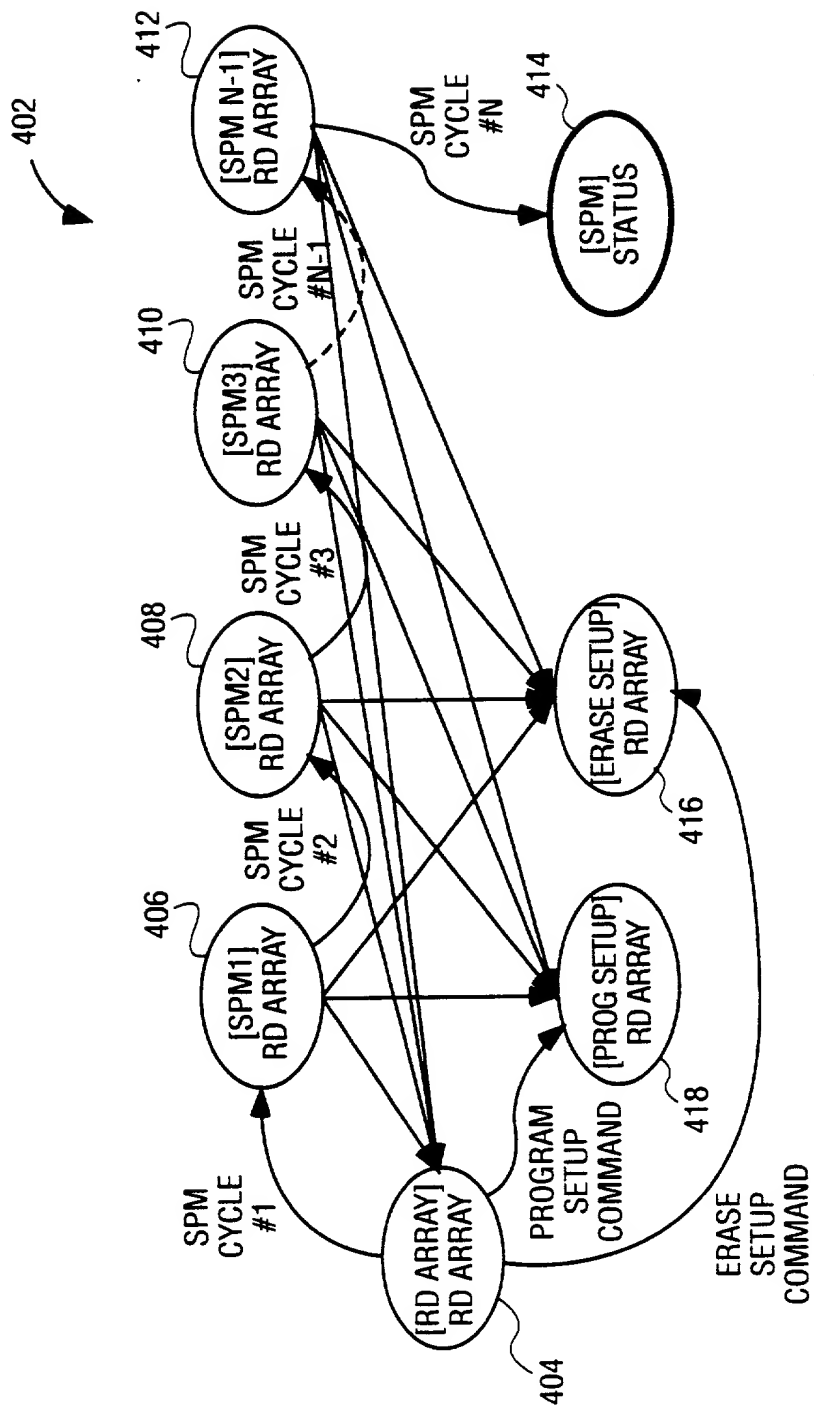 402
406
408
410
412
[SPM1]
RD ARRAY
[SPM2]
RD ARRAY
[SPM3]
RD ARRAY
[SPM N-1]
RD ARRAY
SPM
CYCLE
#1
SPM
CYCLE
#2
SPM
CYCLE
#3
SPM
CYCLE
#N-1
SPM
CYCLE
#N
414
[SPM]
STATUS
[RD ARRAY]
RD ARRAY
404
PROGRAM
SETUP
COMMAND
[PROG SETUP]
RD ARRAY
418
[ERASE SETUP]
RD ARRAY
416
ERASE
SETUP
COMMAND